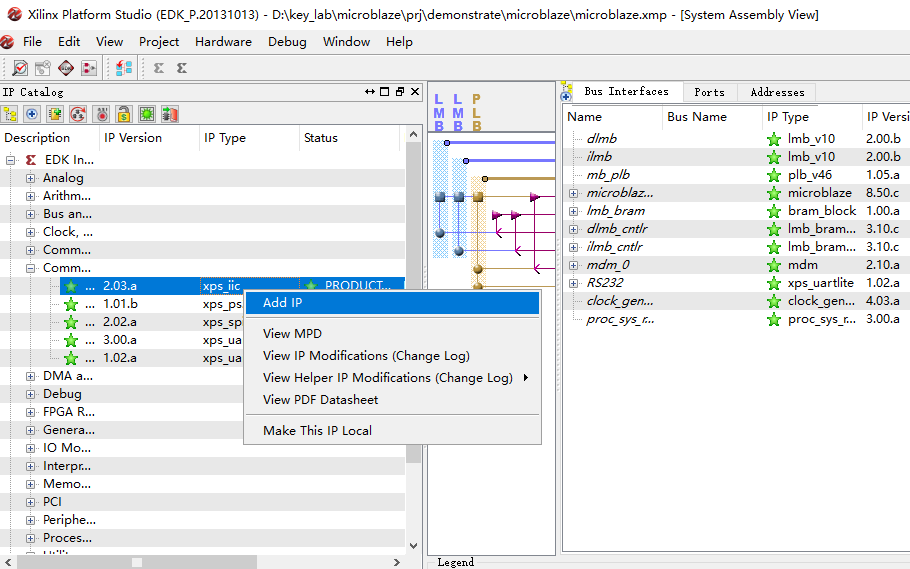 Xilinx Platform Studio (EDK_P.20131013) - D:\key_lab\microblaze\prj\demonstrate\microblaze\microblaze.xmp - [System Assembly View]
File Edit View Project Hardware Debug Window Help
IP Catalog
Description IP Version IP Type Status
EDK In...
Analog
Arithm...
Bus an...
Clock, ...
Comm...
Comm...
... 2.03.a xps_iic PRODUCT...
... 1.01.b xps_ps
... 2.02.a xps_sp
... 3.00.a xps_ua
... 1.02.a xps_ua
DMA a...
Debug
FPGA R...
Genera...
IO Mo...
Interpr...
Memo...
PCI
Periphe...
Proces...
Add IP
View MPD
View IP Modifications (Change Log)
View Helper IP Modifications (Change Log)
View PDF Datasheet
Make This IP Local
LMB
LMB
PLB
Legend
Bus Interfaces Ports Addresses
Name Bus Name IP Type IP Versi
dlmb lmb_v10 2.00.b
ilmb lmb_v10 2.00.b
mb_plb plb_v46 1.05.a
microblaz... microblaze 8.50.c
lmb_bram bram_block 1.00.a
dlmb_cntlr lmb_bram... 3.10.c
ilmb_cntlr lmb_bram... 3.10.c
mdm_0 mdm 2.10.a
RS232 xps_uartlite 1.02.a
clock_gen... clock_gen... 4.03.a
proc_sys_r... proc_sys_r... 3.00.a